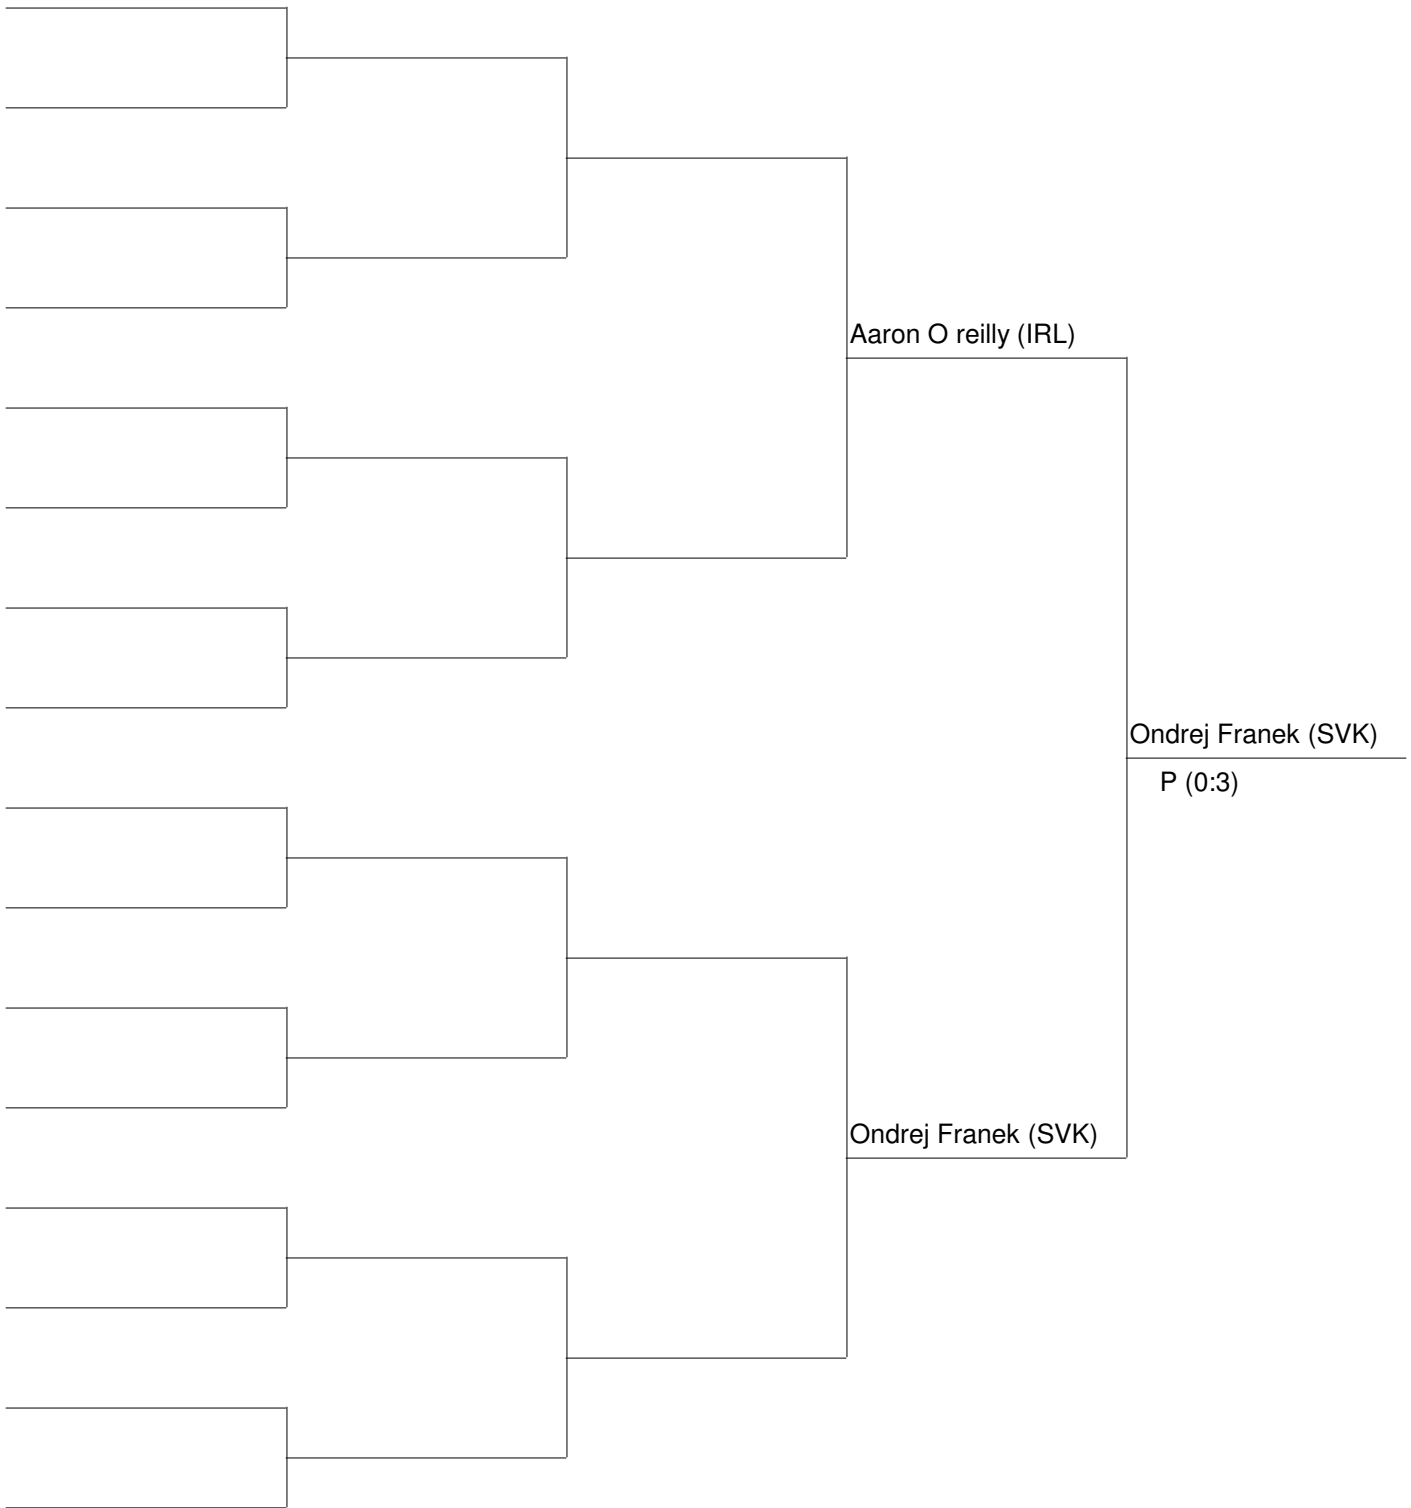 Aaron O reilly (IRL)
Ondrej Franek (SVK)
P (0:3)
Ondrej Franek (SVK)